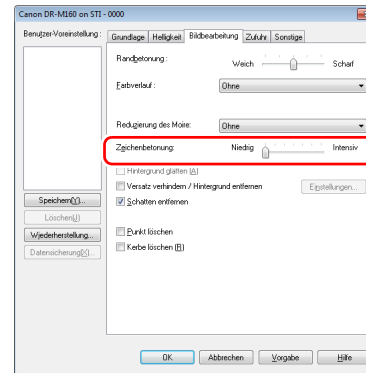 Canon DR-M160 on STI - 0000
Benutzer-Voreinstellung :
Grundlage Helligkeit Bildbearbeitung Zufuhr Sonstige
Randbetonung : Weich Scharf
Farbverlauf : Ohne
Reduzierung des Moire: Ohne
Zeichenbetonung: Niedrig Intensiv
Hintergrund glätten (A)
Versatz verhindern / Hintergrund entfernen Einstellungen...
Schatten entfernen
Speichern(Y)...
Löschen(J)
Wiederherstellung...
Datensicherung(X)...
Punkt löschen
Kerbe löschen (R)
OK Abbrechen Vorgabe Hilfe